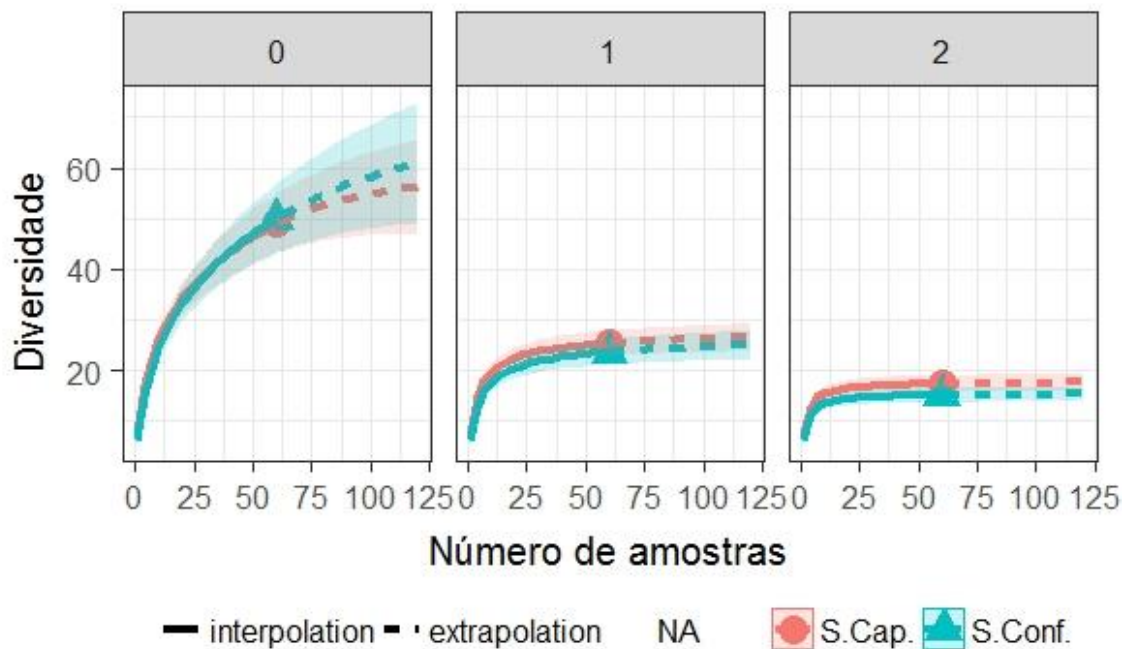 0 1 2
60
40
20
Diversidade
0 25 50 75 100 125 0 25 50 75 100 125 0 25 50 75 100 125
Número de amostras
interpolation extrapolation NA S.Cap. S.Conf.